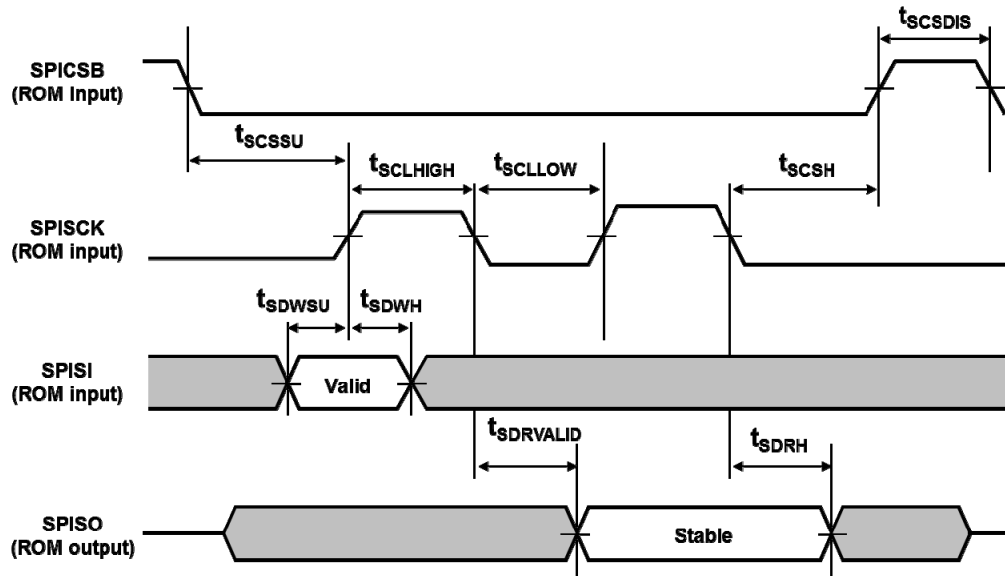 tSCSDIS
SPICSB
(ROM Input)
tSCSSU
tSCLHIGH
tSCLLOW
tSCSH
SPISCK
(ROM input)
tSDWSU
tSDWH
SPISI
(ROM input)
Valid
tSDRVALID
tSDRH
SPISO
(ROM output)
Stable